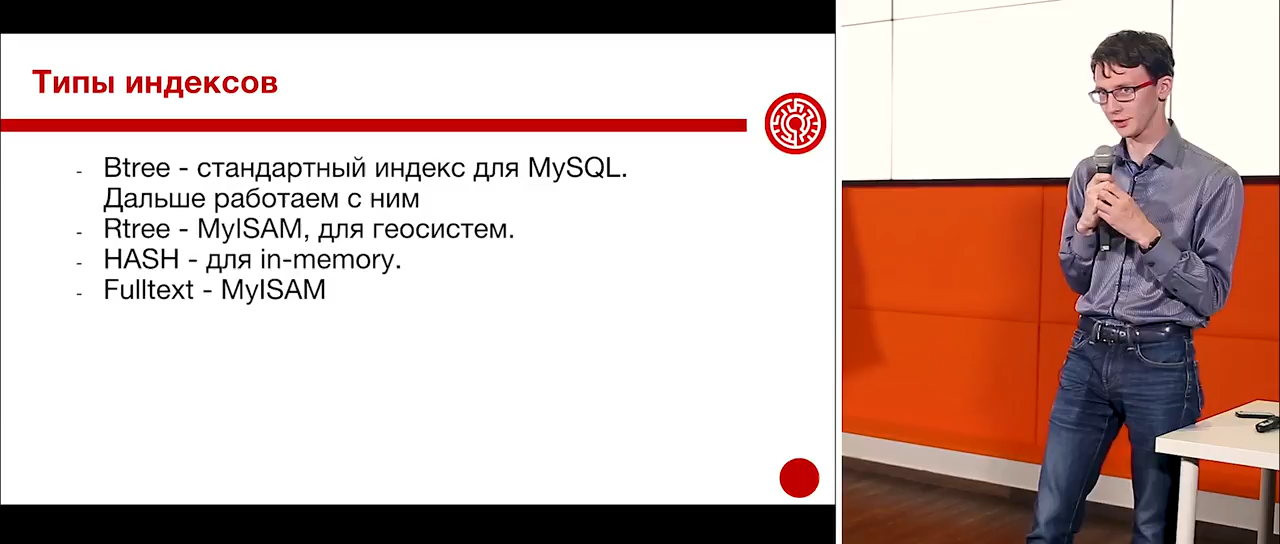 Типы индексов
- Btree - стандартный индекс для MySQL.
Дальше работаем с ним
- Rtree - MyISAM, для геосистем.
- HASH - для in-memory.
- Fulltext - MyISAM